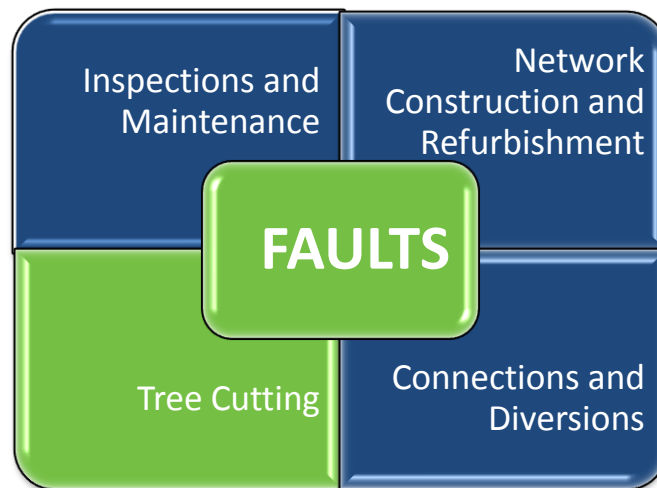 Inspections and
Maintenance
Network
Construction and
Refurbishment
FAULTS
Tree Cutting
Connections and
Diversions